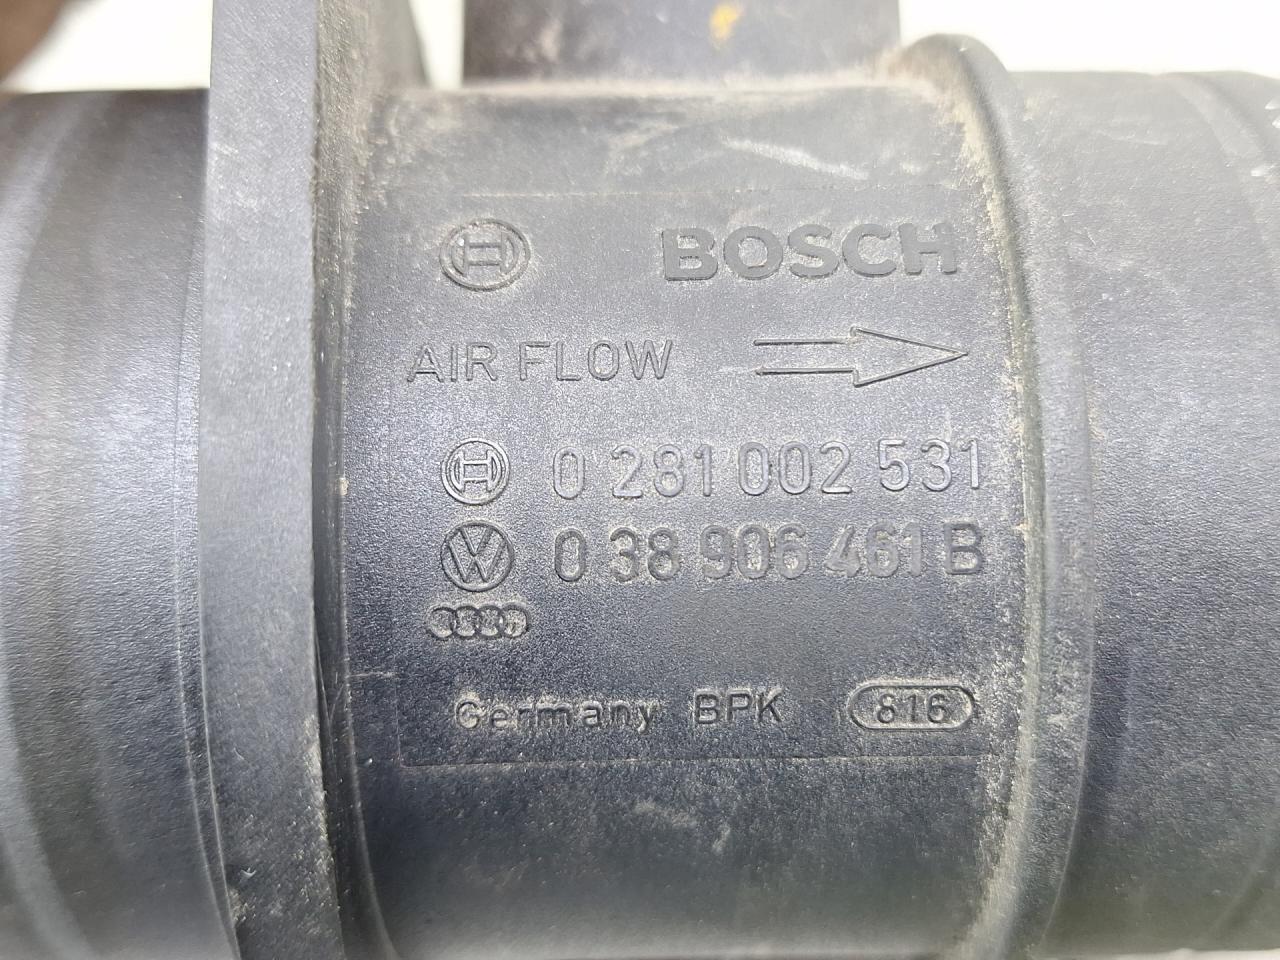 BOSCH
AIR FLOW
0 281 002 531
0 38 906 461 B
Germany BPK 816